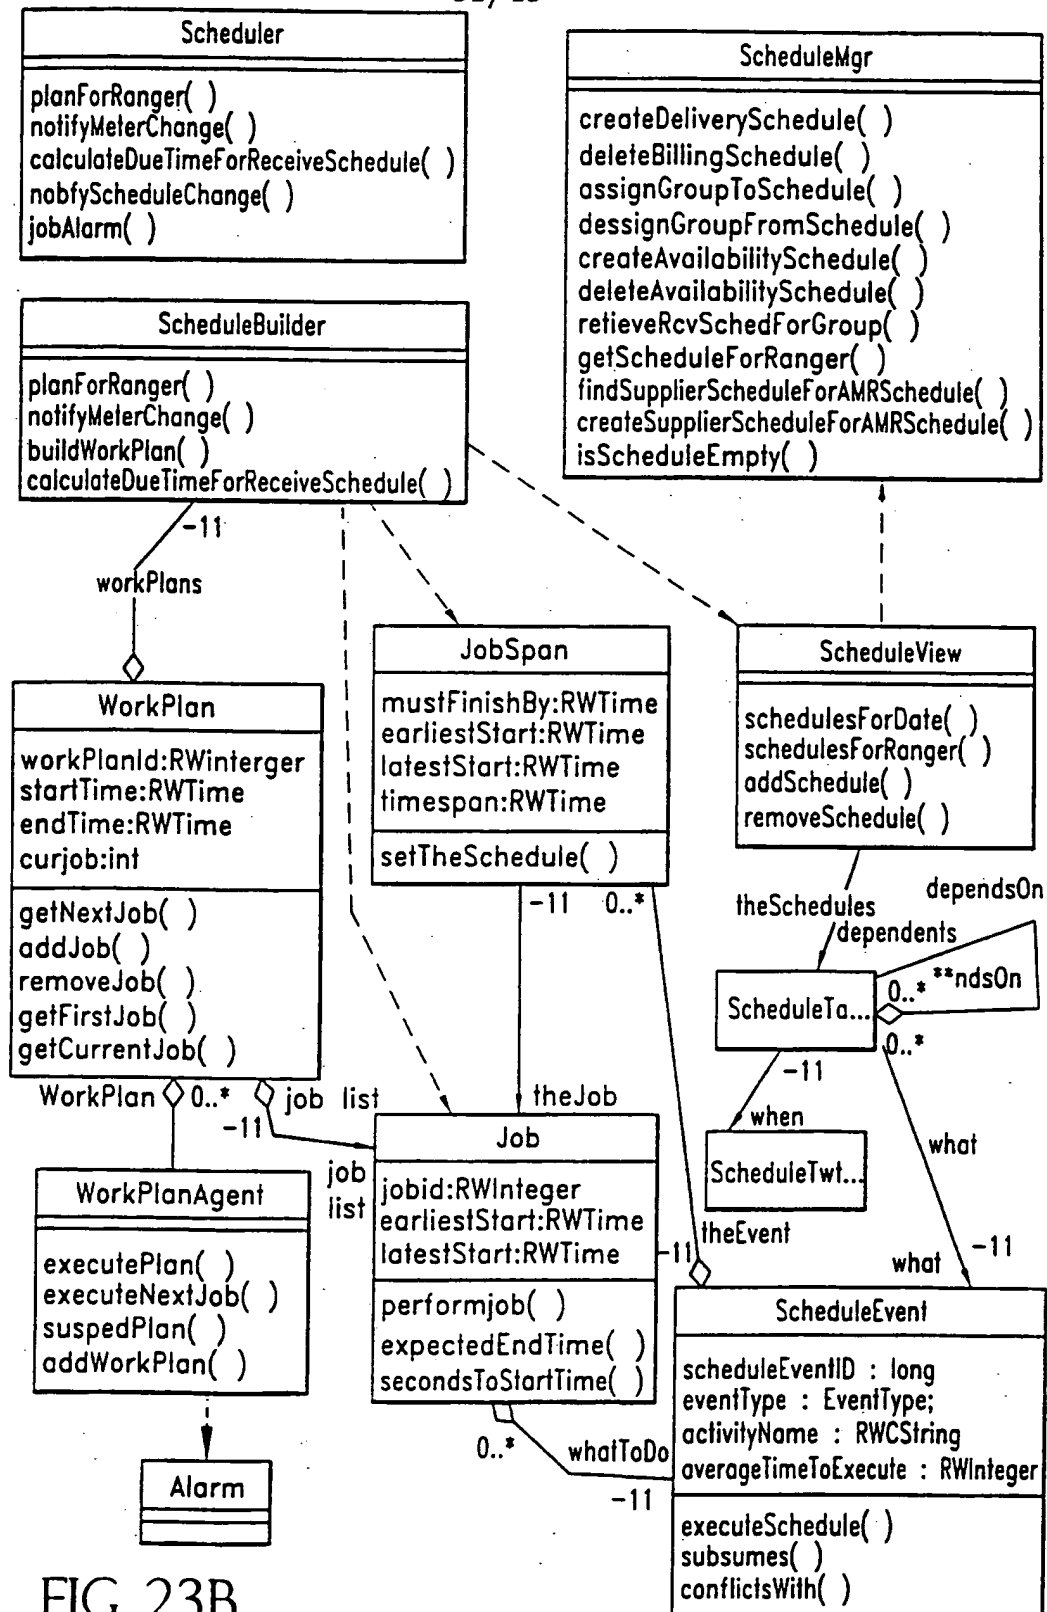 Scheduler
planForRanger( )
notifyMeterChange( )
calculateDueTimeForReceiveSchedule( )
nobfyScheduleChange( )
jobAlarm( )
ScheduleMgr
createDeliverySchedule( )
deleteBillingSchedule( )
assignGroupToSchedule( )
dessignGroupFromSchedule( )
createAvailabilitySchedule( )
deleteAvailabilitySchedule( )
retieveRcvSchedForGroup( )
getScheduleForRanger( )
findSupplierScheduleForAMRSchedule( )
createSupplierScheduleForAMRSchedule( )
isScheduleEmpty( )
ScheduleBuilder
planForRanger( )
notifyMeterChange( )
buildWorkPlan( )
calculateDueTimeForReceiveSchedule( )
-11
workPlans
WorkPlan
workPlanId:RWinterger
startTime:RWTime
endTime:RWTime
curjob:int
getNextJob( )
addJob( )
removeJob( )
getFirstJob( )
getCurrentJob( )
JobSpan
mustFinishBy:RWTime
earliestStart:RWTime
latestStart:RWTime
timespan:RWTime
setTheSchedule( )
-11 0..*
ScheduleView
schedulesForDate( )
schedulesForRanger( )
addSchedule( )
removeSchedule( )
theSchedules
dependsOn
dependents
0..* **ndsOn
ScheduleTa...
0..*
-11
when
ScheduleTwt...
what
what
-11
WorkPlan 0..* job list
-11
job
list
theJob
Job
jobid:RWInteger
earliestStart:RWTime
latestStart:RWTime
performjob( )
expectedEndTime( )
secondsToStartTime( )
-11
theEvent
WorkPlanAgent
executePlan( )
executeNextJob( )
suspedPlan( )
addWorkPlan( )
Alarm
0..* whatToDo
-11
ScheduleEvent
scheduleEventID : long
eventType : EventType;
activityName : RWCString
averageTimeToExecute : RWInteger
executeSchedule( )
subsumes( )
conflictsWith( )
FIG. 23B